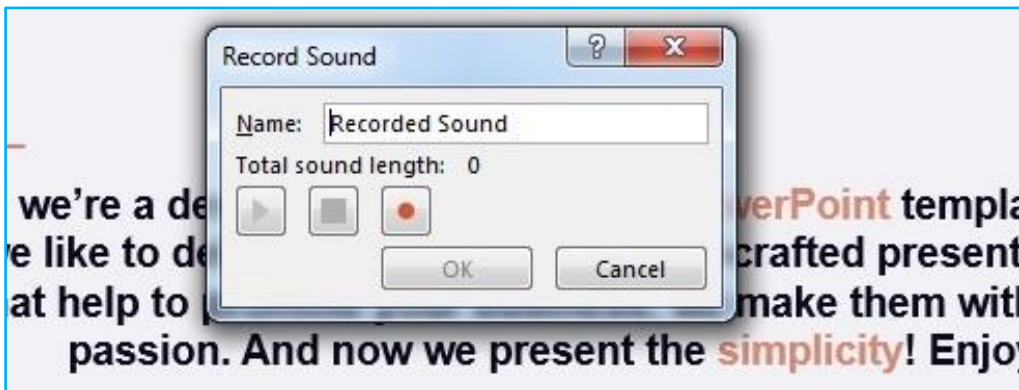 Record Sound
Name: Recorded Sound
Total sound length: 0
OK Cancel
we’re a de verPoint templa
e like to de crafted present
at help to make them with
passion. And now we present the simplicity! Enjoy